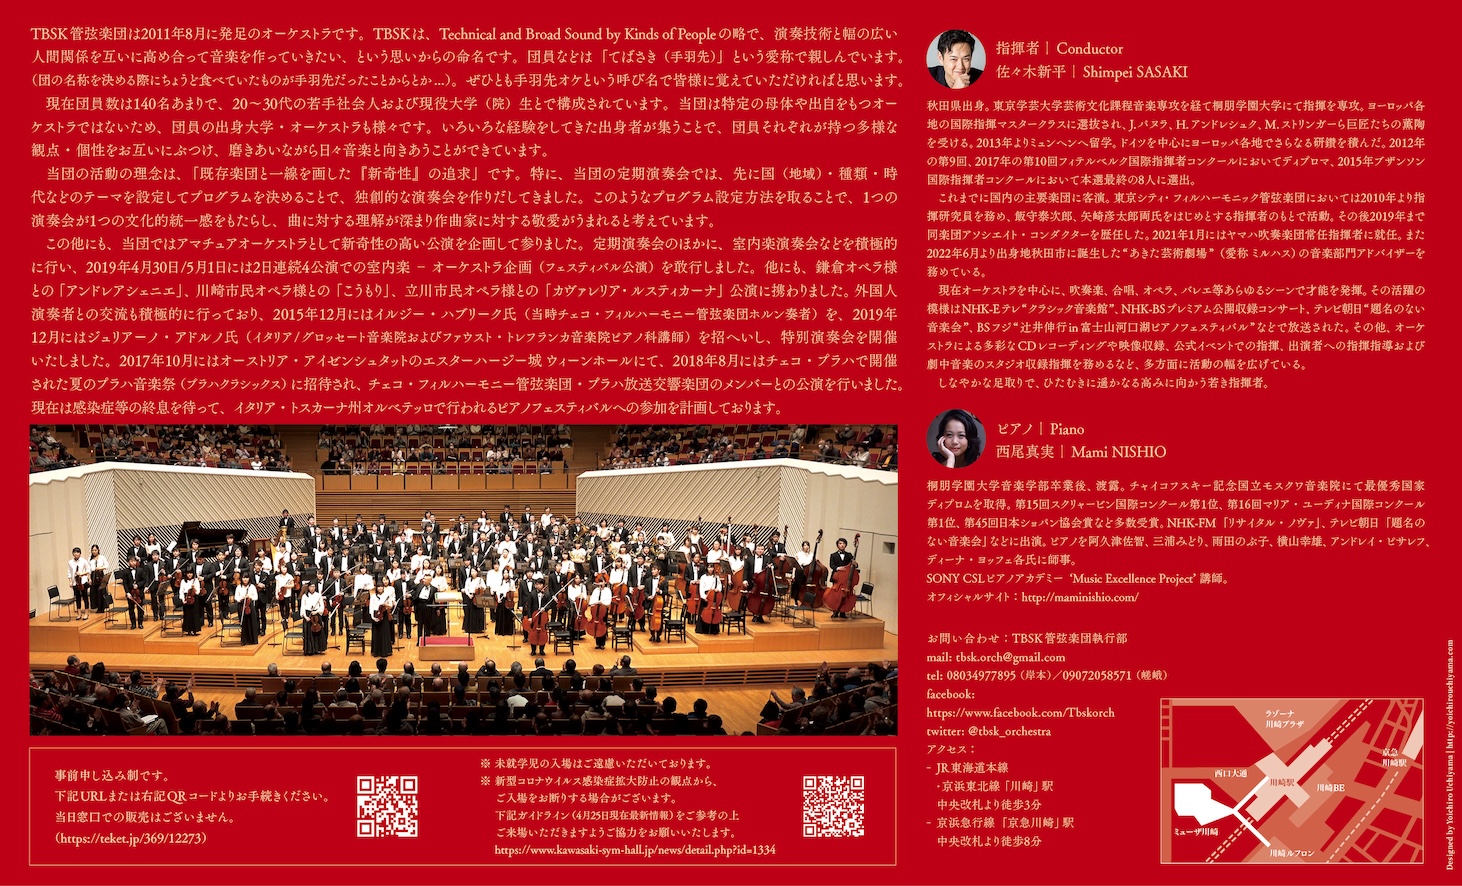 TBSK管弦楽団は2011年8月に発足のオーケストラです。TBSKは、Technical and Broad Sound by Kinds of Peopleの略で、演奏技術と幅の広い
人間関係を互いに高め合って音楽を作っていきたい、という思いからの命名です。団員などは「てばさき（手羽先）」という愛称で親しんでいます。
（団の名称を決める際にちょうど食べていたものが手羽先だったことからとか…）。ぜひとも手羽先オケという呼び名で皆様に覚えていただければと思います。
現在団員数は140名あまりで、20〜30代の若手社会人および現役大学（院）生とで構成されています。当団は特定の母体や出自をもつオー
ケストラではないため、団員の出身大学・オーケストラも様々です。いろいろな経験をしてきた出身者が集うことで、団員それぞれが持つ多様な
観点・個性をお互いにぶつけ、磨きあいながら日々音楽と向きあうことができています。
当団の活動の理念は、「既存楽団と一線を画した『新奇性』の追求」です。特に、当団の定期演奏会では、先に国（地域）・種類・時
代などのテーマを設定してプログラムを決めることで、独創的な演奏会を作りだしてきました。このようなプログラム設定方法を取ることで、1つの
演奏会が1つの文化的統一感をもたらし、曲に対する理解が深まり作曲家に対する敬愛がうまれると考えています。
この他にも、当団ではアマチュアオーケストラとして新奇性の高い公演を企画して参りました。定期演奏会のほかに、室内楽演奏会などを積極的
に行い、2019年4月30日/5月1日には2日連続4公演での室内楽 − オーケストラ企画（フェスティバル公演）を敢行しました。他にも、鎌倉オペラ様
との「アンドレアシェニエ」、川崎市民オペラ様との「こうもり」、立川市民オペラ様との「カヴァレリア・ルスティカーナ」公演に携わりました。外国人
演奏者との交流も積極的に行っており、2015年12月にはイルジー・ハブリーク氏（当時チェコ・フィルハーモニー管弦楽団ホルン奏者）を、2019年
12月にはジュリアーノ・アドルノ氏（イタリア/グロッセート音楽院およびファウスト・トレフランカ音楽院ピアノ科講師）を招へいし、特別演奏会を開催
いたしました。2017年10月にはオーストリア・アイゼンシュタットのエスターハージー城 ウィーンホールにて、2018年8月にはチェコ・プラハで開催
された夏のプラハ音楽祭（プラハクラシックス）に招待され、チェコ・フィルハーモニー管弦楽団・プラハ放送交響楽団のメンバーとの公演を行いました。
現在は感染症等の終息を待って、イタリア・トスカーナ州オルベテッロで行われるピアノフェスティバルへの参加を計画しております。
事前申し込み制です。
下記URLまたは右記QRコードよりお手続きください。
当日窓口での販売はございません。
（https://teket.jp/369/12273）
※ 未就学児の入場はご遠慮いただいております。
※ 新型コロナウイルス感染症拡大防止の観点から、
ご入場をお断りする場合がございます。
下記ガイドライン（4月25日現在最新情報）をご参考の上
ご来場いただきますようご協力をお願いいたします。
https://www.kawasaki-sym-hall.jp/news/detail.php?id=1334
指揮者｜Conductor
佐々木新平｜Shimpei SASAKI
秋田県出身。東京学芸大学芸術文化課程音楽専攻を経て桐朋学園大学にて指揮を専攻。ヨーロッパ各
地の国際指揮マスタークラスに選抜され、J.パヌラ、H.アンドレシェク、M.ストリンガーら巨匠たちの薫陶
を受ける。2013年よりミュンヘンへ留学。ドイツを中心にヨーロッパ各地でさらなる研鑽を積んだ。2012年
の第9回、2017年の第10回フィテルベルク国際指揮者コンクールにおいてディプロマ、2015年ブザンソン
国際指揮者コンクールにおいて本選最終の8人に選出。
これまでに国内の主要楽団に客演。東京シティ・フィルハーモニック管弦楽団においては2010年より指
揮研究員を務め、飯守泰次郎、矢崎彦太郎両氏をはじめとする指揮者のもとで活動。その後2019年まで
同楽団アソシエイト・コンダクターを歴任した。2021年1月にはヤマハ吹奏楽団常任指揮者に就任。また
2022年6月より出身地秋田市に誕生した“あきた芸術劇場”（愛称 ミルハス）の音楽部門アドバイザーを
務めている。
現在オーケストラを中心に、吹奏楽、合唱、オペラ、バレエ等あらゆるシーンで才能を発揮。その活躍の
模様はNHK-Eテレ“クラシック音楽館”、NHK-BSプレミアム公開収録コンサート、テレビ朝日“題名のない
音楽会”、BSフジ“辻井伸行in富士山河口湖ピアノフェスティバル”などで放送された。その他、オーケ
ストラによる多彩なCDレコーディングや映像収録、公式イベントでの指揮、出演者への指揮指導および
劇中音楽のスタジオ収録指揮を務めるなど、多方面に活動の幅を広げている。
しなやかな足取りで、ひたむきに遥かなる高みに向かう若き指揮者。
ピアノ｜Piano
西尾真実｜Mami NISHIO
桐朋学園大学音楽学部卒業後、渡露。チャイコフスキー記念国立モスクワ音楽院にて最優秀国家
ディプロムを取得。第15回スクリャービン国際コンクール第1位、第16回マリア・ユーディナ国際コンクール
第1位、第45回日本ショパン協会賞など多数受賞。NHK-FM「リサイタル・ノヴァ」、テレビ朝日「題名の
ない音楽会」などに出演。ピアノを阿久津佐智、三浦みどり、雨田のぶ子、横山幸雄、アンドレイ・ピサレフ、
ディーナ・ヨッフェ各氏に師事。
SONY CSLピアノアカデミー ‘Music Excellence Project’ 講師。
オフィシャルサイト：http://maminishio.com/
お問い合わせ：TBSK管弦楽団執行部
mail: tbsk.orch@gmail.com
tel: 08034977895（岸本）／09072058571（嵯峨）
facebook:
https://www.facebook.com/Tbskorch
twitter: @tbsk_orchestra
アクセス：
- JR東海道本線
・京浜東北線「川崎」駅
中央改札より徒歩3分
- 京浜急行線「京急川崎」駅
中央改札より徒歩8分
ラゾーナ
川崎プラザ
京急
川崎駅
西口大通
川崎駅
川崎BE
ミューザ川崎
川崎ルフロン
Designed by Yoichiro Uchiyama | http://yoichirouchiyama.com